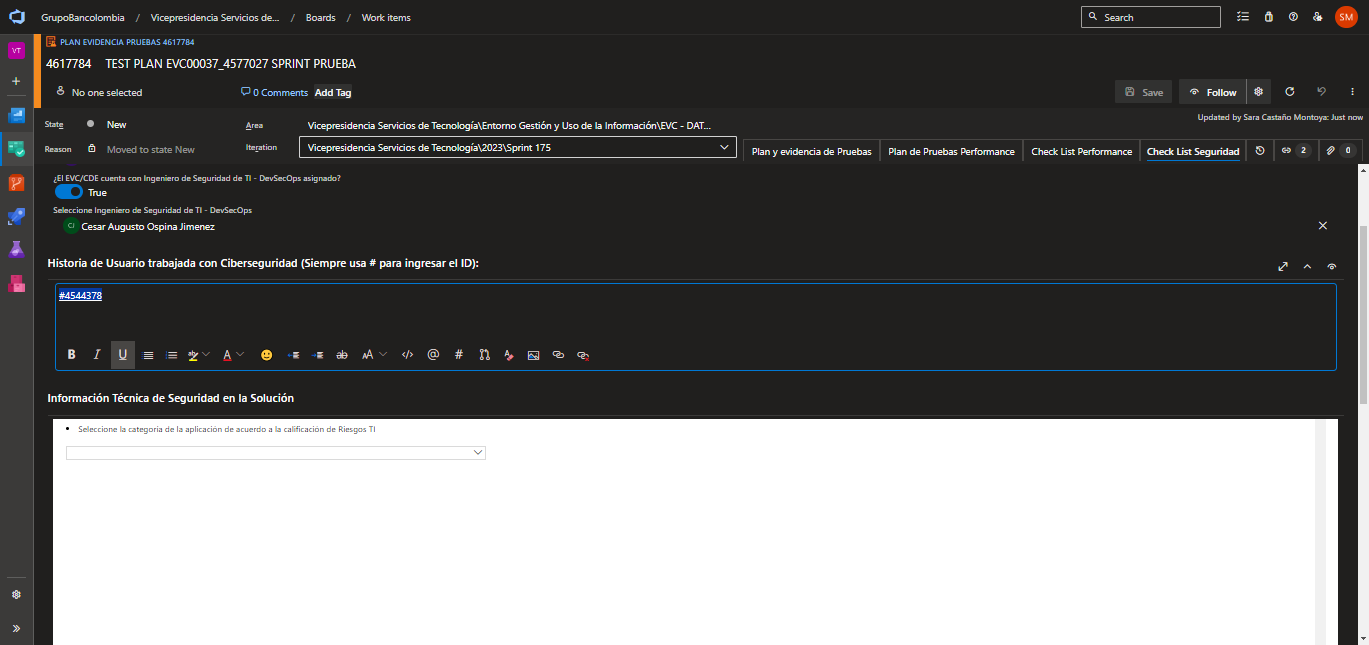 GrupoBancolombia / Vicepresidencia Servicios de... / Boards / Work items
Search
SM
VT
PLAN EVIDENCIA PRUEBAS 4617784
4617784 TEST PLAN EVC00037_4577027 SPRINT PRUEBA
No one selected
0 Comments
Add Tag
Save
Follow
Updated by Sara Castaño Montoya: Just now
State
New
Area
Vicepresidencia Servicios de Tecnología\Entorno Gestión y Uso de la Información\EVC - DAT...
Reason
Moved to state New
Iteration
Vicepresidencia Servicios de Tecnología\2023\Sprint 175
Plan y evidencia de Pruebas
Plan de Pruebas Performance
Check List Performance
Check List Seguridad
2
0
¿El EVC/CDE cuenta con Ingeniero de Seguridad de TI - DevSecOps asignado?
True
Seleccione Ingeniero de Seguridad de TI - DevSecOps
CJ
Cesar Augusto Ospina Jimenez
Historia de Usuario trabajada con Ciberseguridad (Siempre usa # para ingresar el ID):
#4544378
Información Técnica de Seguridad en la Solución
Seleccione la categoría de la aplicación de acuerdo a la calificación de Riesgos TI